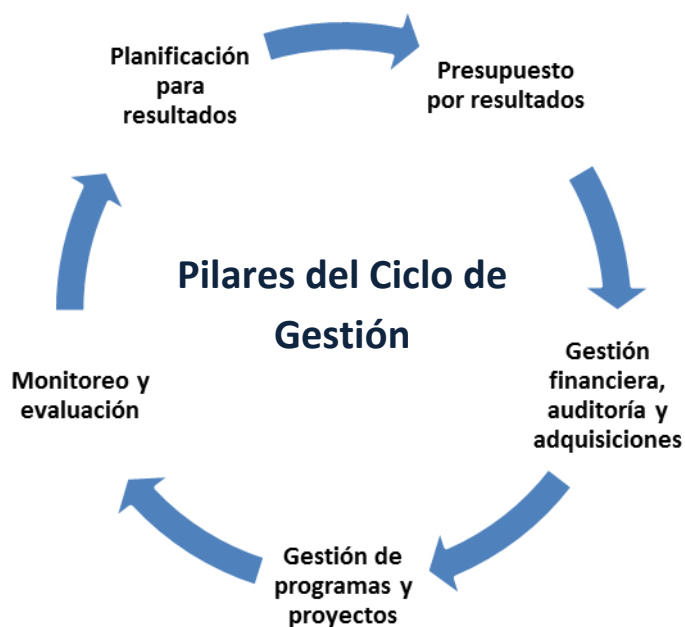 Planificación
para
resultados
Presupuesto
por resultados
Pilares del Ciclo de
Gestión
Gestión
financiera,
auditoría y
adquisiciones
Gestión de
programas y
proyectos
Monitoreo y
evaluación